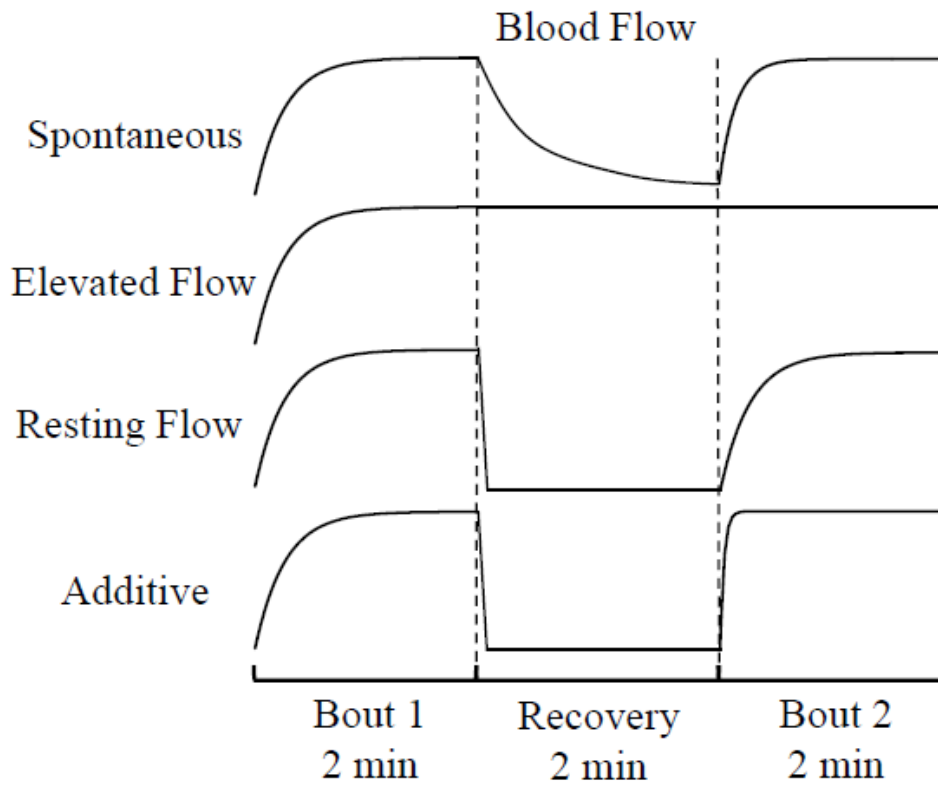 Blood Flow
Spontaneous
Elevated Flow
Resting Flow
Additive
Bout 1
2 min
Recovery
2 min
Bout 2
2 min